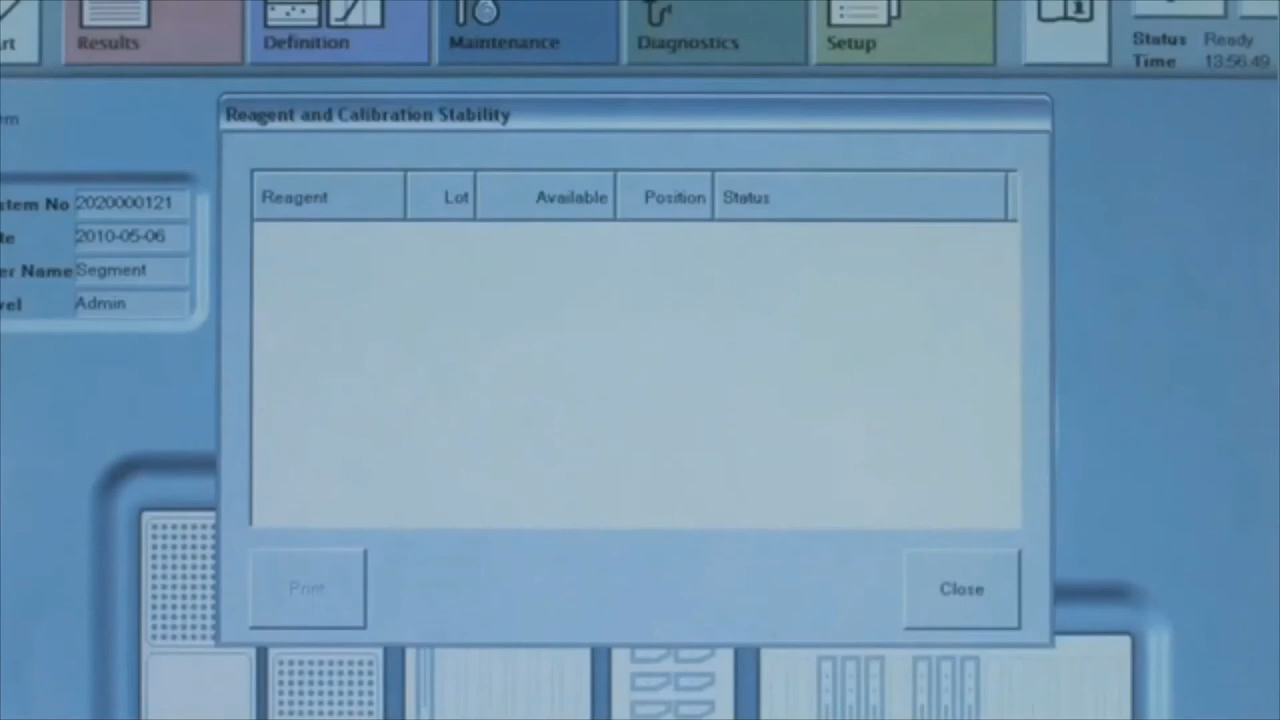 rt Results Definition Maintenance Diagnostics Setup
Status Ready
Time 13:56:49
em
Reagent and Calibration Stability
Reagent Lot Available Position Status
stem No 2020000121
te 2010-05-06
er Name Segment
vel Admin
Print
Close